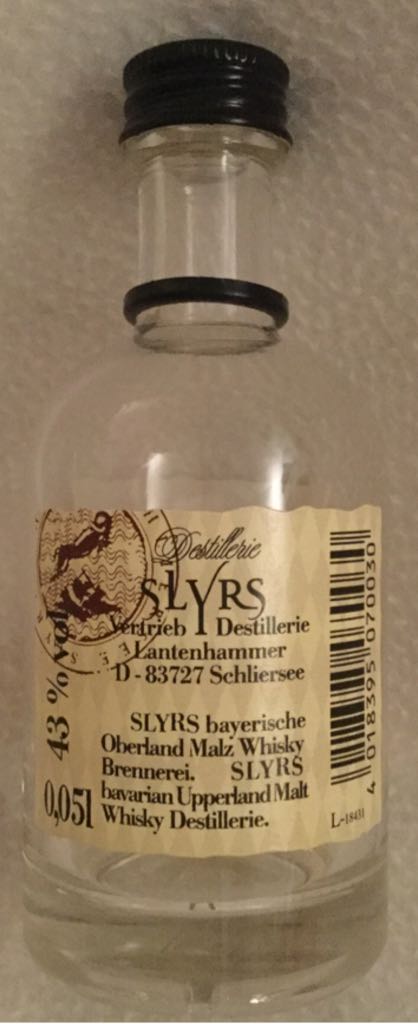 Destillerie
SLYRS
Vertrieb Destillerie
Lantenhammer
D - 83727 Schliersee
SLYRS bayerische
Oberland Malz Whisky
Brennerei. SLYRS
bavarian Upperland Malt
Whisky Destillerie.
43 % vol
0,05l
4 018395 070030
L-18431